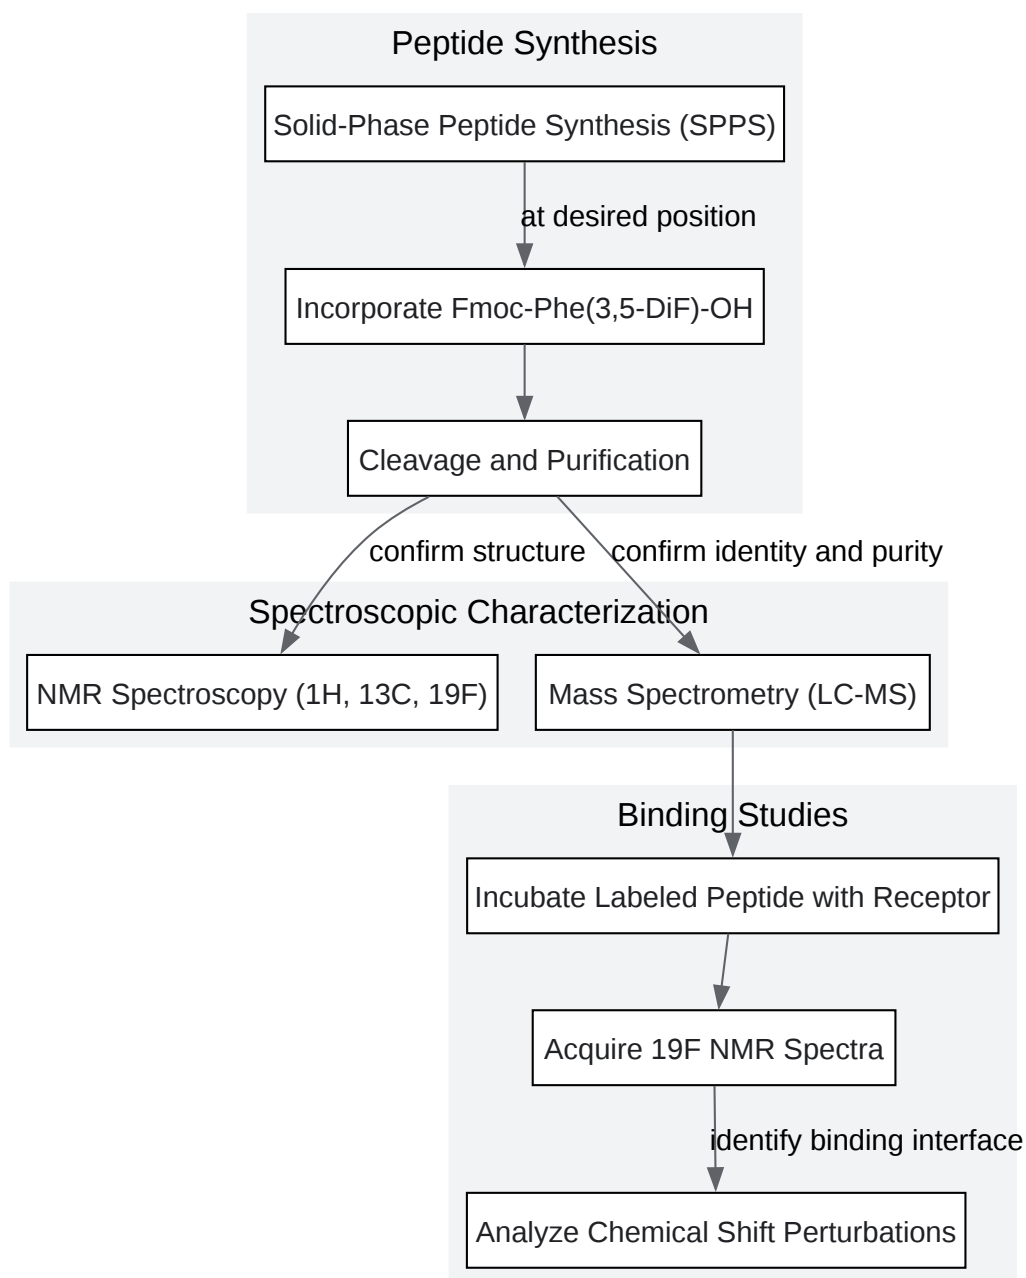 Peptide Synthesis
Solid-Phase Peptide Synthesis (SPPS)
at desired position
Incorporate Fmoc-Phe(3,5-DiF)-OH
Cleavage and Purification
confirm structure
confirm identity and purity
Spectroscopic Characterization
NMR Spectroscopy (1H, 13C, 19F)
Mass Spectrometry (LC-MS)
Binding Studies
Incubate Labeled Peptide with Receptor
Acquire 19F NMR Spectra
identify binding interface
Analyze Chemical Shift Perturbations